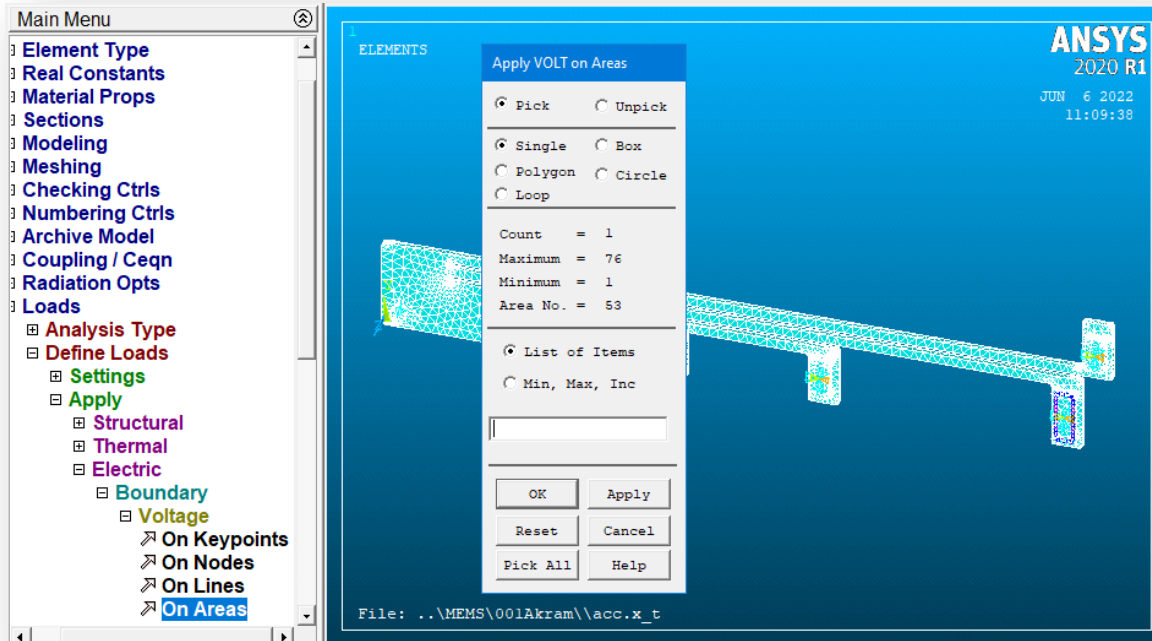 Main Menu
Element Type
Real Constants
Material Props
Sections
Modeling
Meshing
Checking Ctrls
Numbering Ctrls
Archive Model
Coupling / Ceqn
Radiation Opts
Loads
Analysis Type
Define Loads
Settings
Apply
Structural
Thermal
Electric
Boundary
Voltage
On Keypoints
On Nodes
On Lines
On Areas
1
ELEMENTS
Apply VOLT on Areas
Pick Unpick
Single Box
Polygon Circle
Loop
Count = 1
Maximum = 76
Minimum = 1
Area No. = 53
List of Items
Min, Max, Inc
OK Apply
Reset Cancel
Pick All Help
ANSYS
2020 R1
JUN 6 2022
11:09:38
File: ..\MEMS\001Akram\\acc.x_t